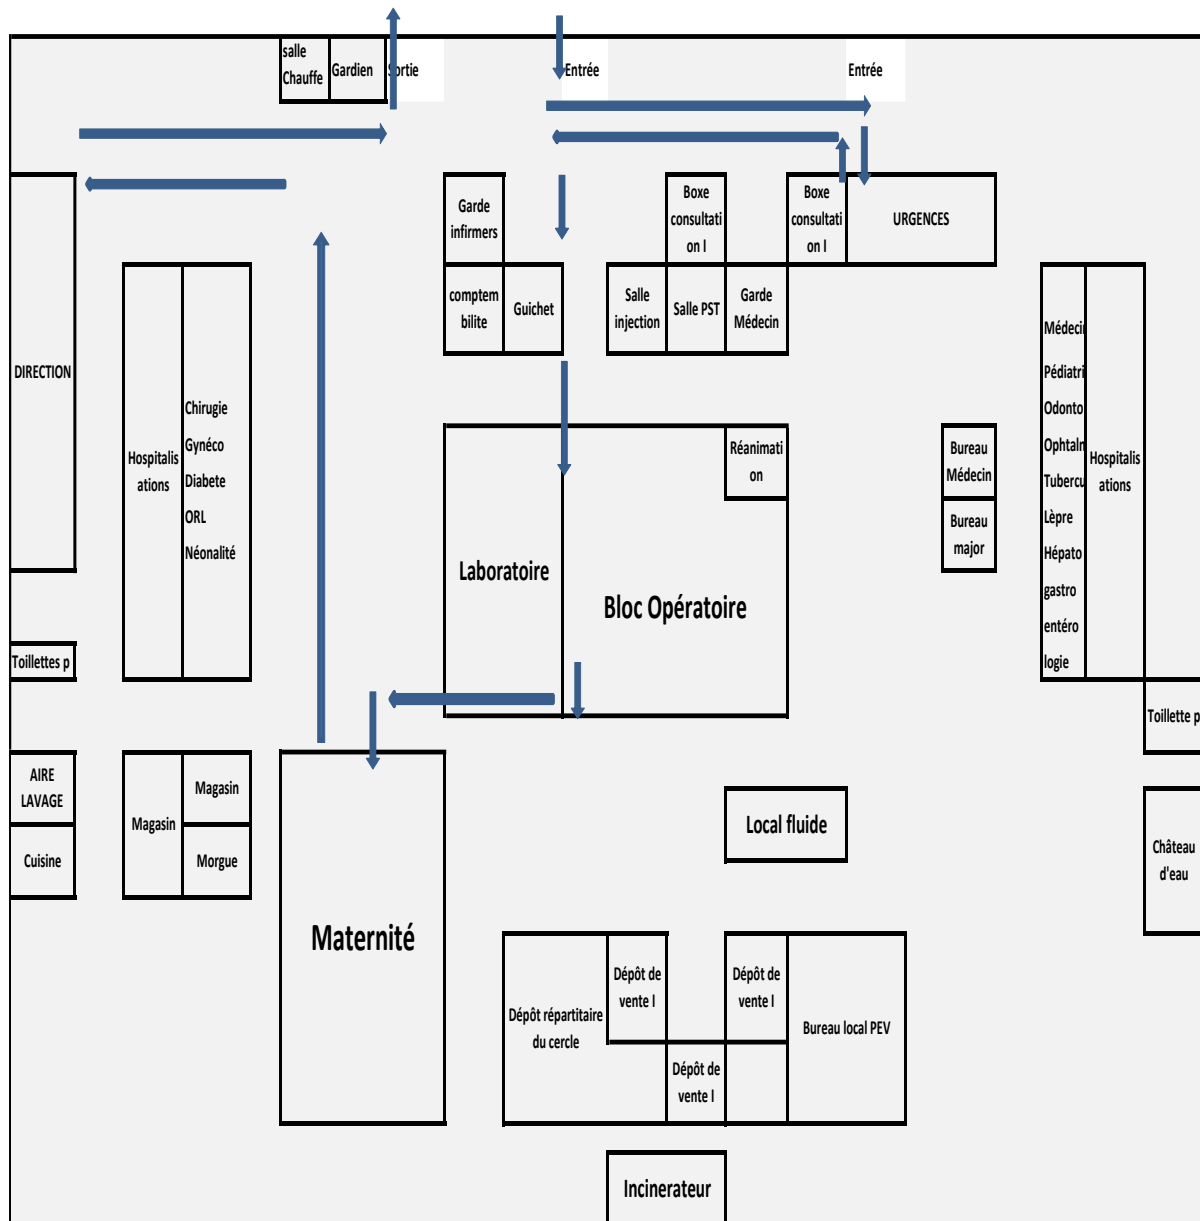 salle
Chauffe
Gardien
Sortie
Entrée
Entrée
Garde
infirmers
Boxe
consultati
on I
Boxe
consultati
on I
URGENCES
comptem
bilite
Guichet
Salle
injection
Salle PST
Garde
Médecin
DIRECTION
Hospitalis
ations
Chirugie
Gynéco
Diabete
ORL
Néonalité
Laboratoire
Réanimati
on
Bloc Opératoire
Bureau
Médecin
Bureau
major
Médeci
Pédiatri
Odonto
Ophtaln
Tubercu
Lèpre
Hépato
gastro
entéro
logie
Hospitalis
ations
Toillettes p
Toillette p
AIRE
LAVAGE
Cuisine
Magasin
Magasin
Morgue
Maternité
Local fluide
Château
d'eau
Dépôt répartitaire
du cercle
Dépôt de
vente I
Dépôt de
vente I
Dépôt de
vente I
Bureau local PEV
Incinerateur